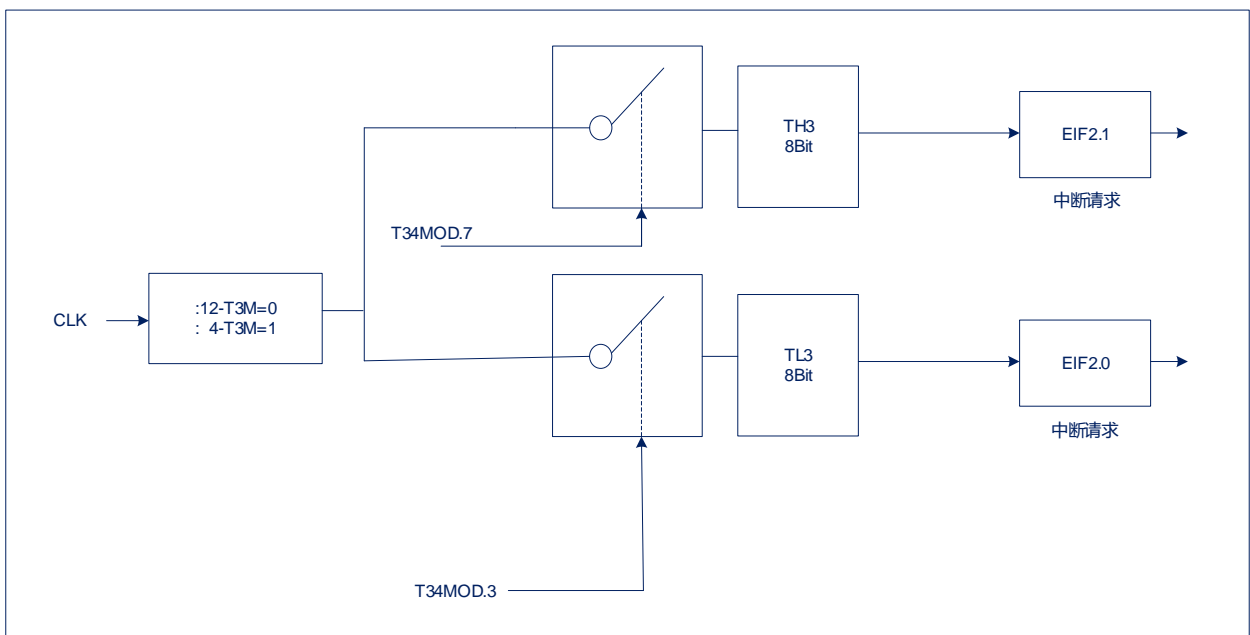 TH3
8Bit
EIF2.1
中断请求
T34MOD.7
CLK
:12-T3M=0
: 4-T3M=1
TL3
8Bit
EIF2.0
中断请求
T34MOD.3